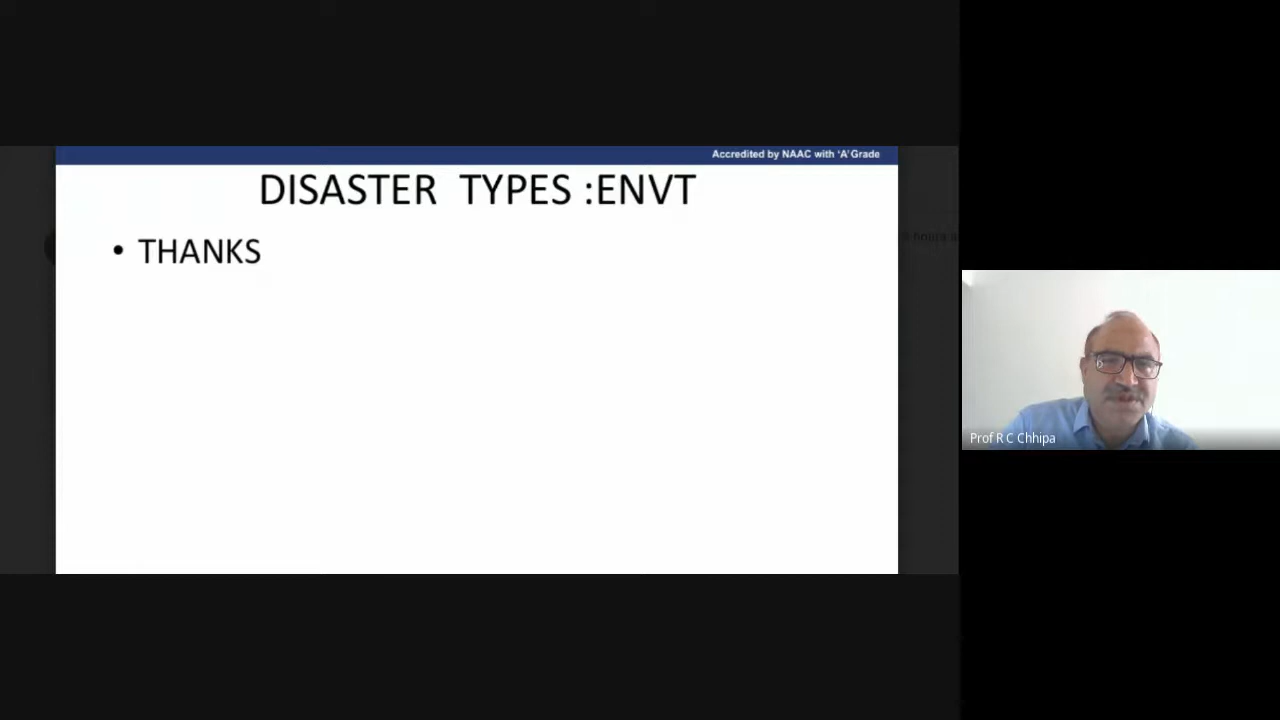 Accredited by NAAC with 'A' Grade
DISASTER TYPES :ENVT
• THANKS
Prof R C Chhipa